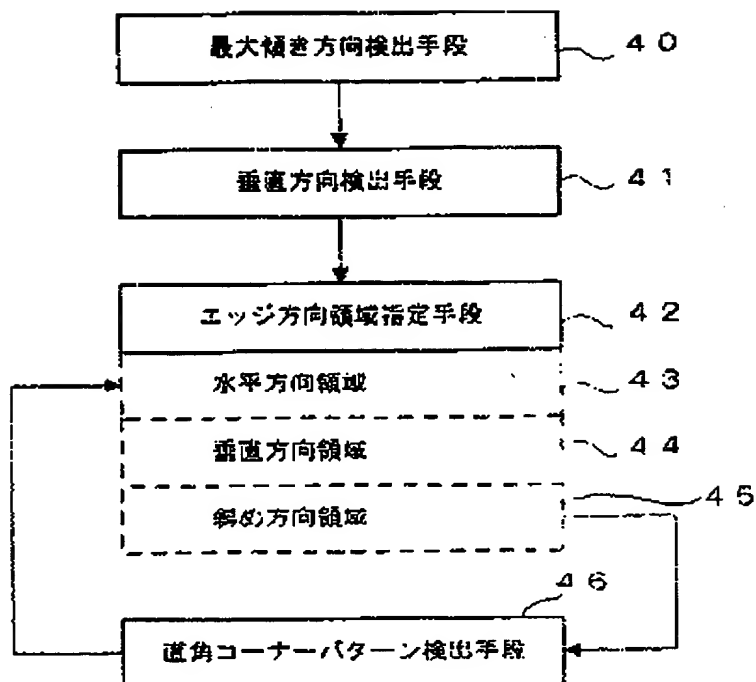 最大傾き方向検出手段 40
垂直方向検出手段 41
エッジ方向領域指定手段 42
水平方向領域 43
垂直方向領域 44
斜め方向領域 45
46
直角コーナーパターン検出手段